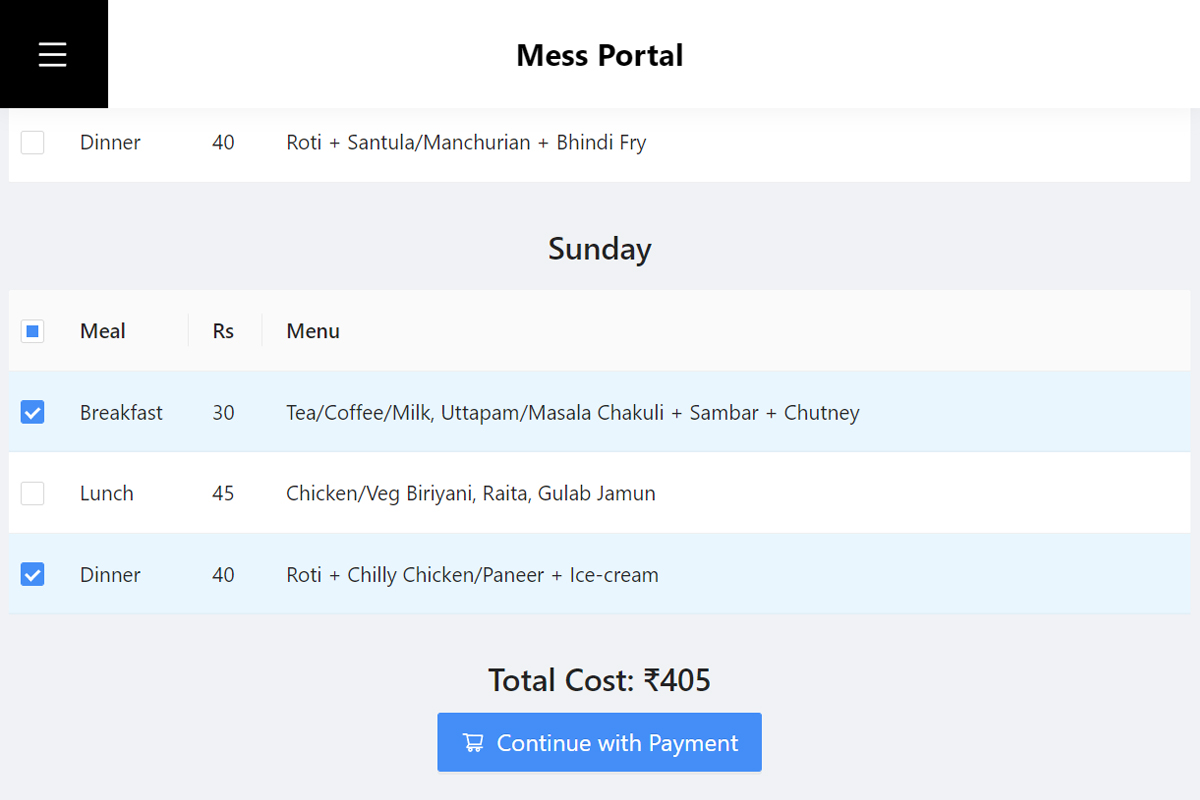 Mess Portal
Dinner 40 Roti + Santula/Manchurian + Bhindi Fry
Sunday
Meal Rs Menu
Breakfast 30 Tea/Coffee/Milk, Uttapam/Masala Chakuli + Sambar + Chutney
Lunch 45 Chicken/Veg Biriyani, Raita, Gulab Jamun
Dinner 40 Roti + Chilly Chicken/Paneer + Ice-cream
Total Cost: ₹405
Continue with Payment